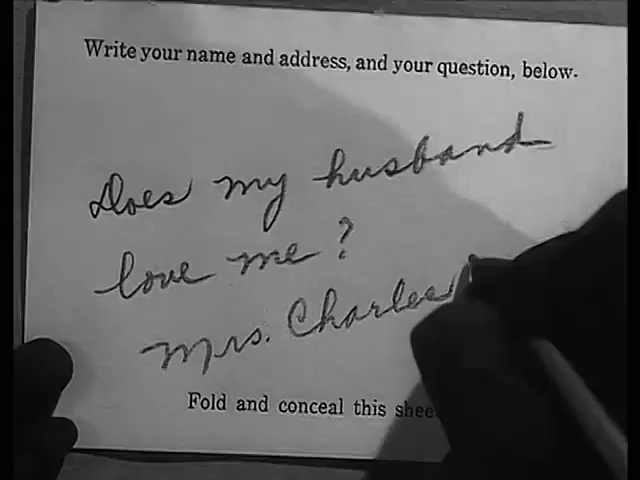 Write your name and address, and your question, below.
Does my husband
love me?
Mrs. Charles
Fold and conceal this